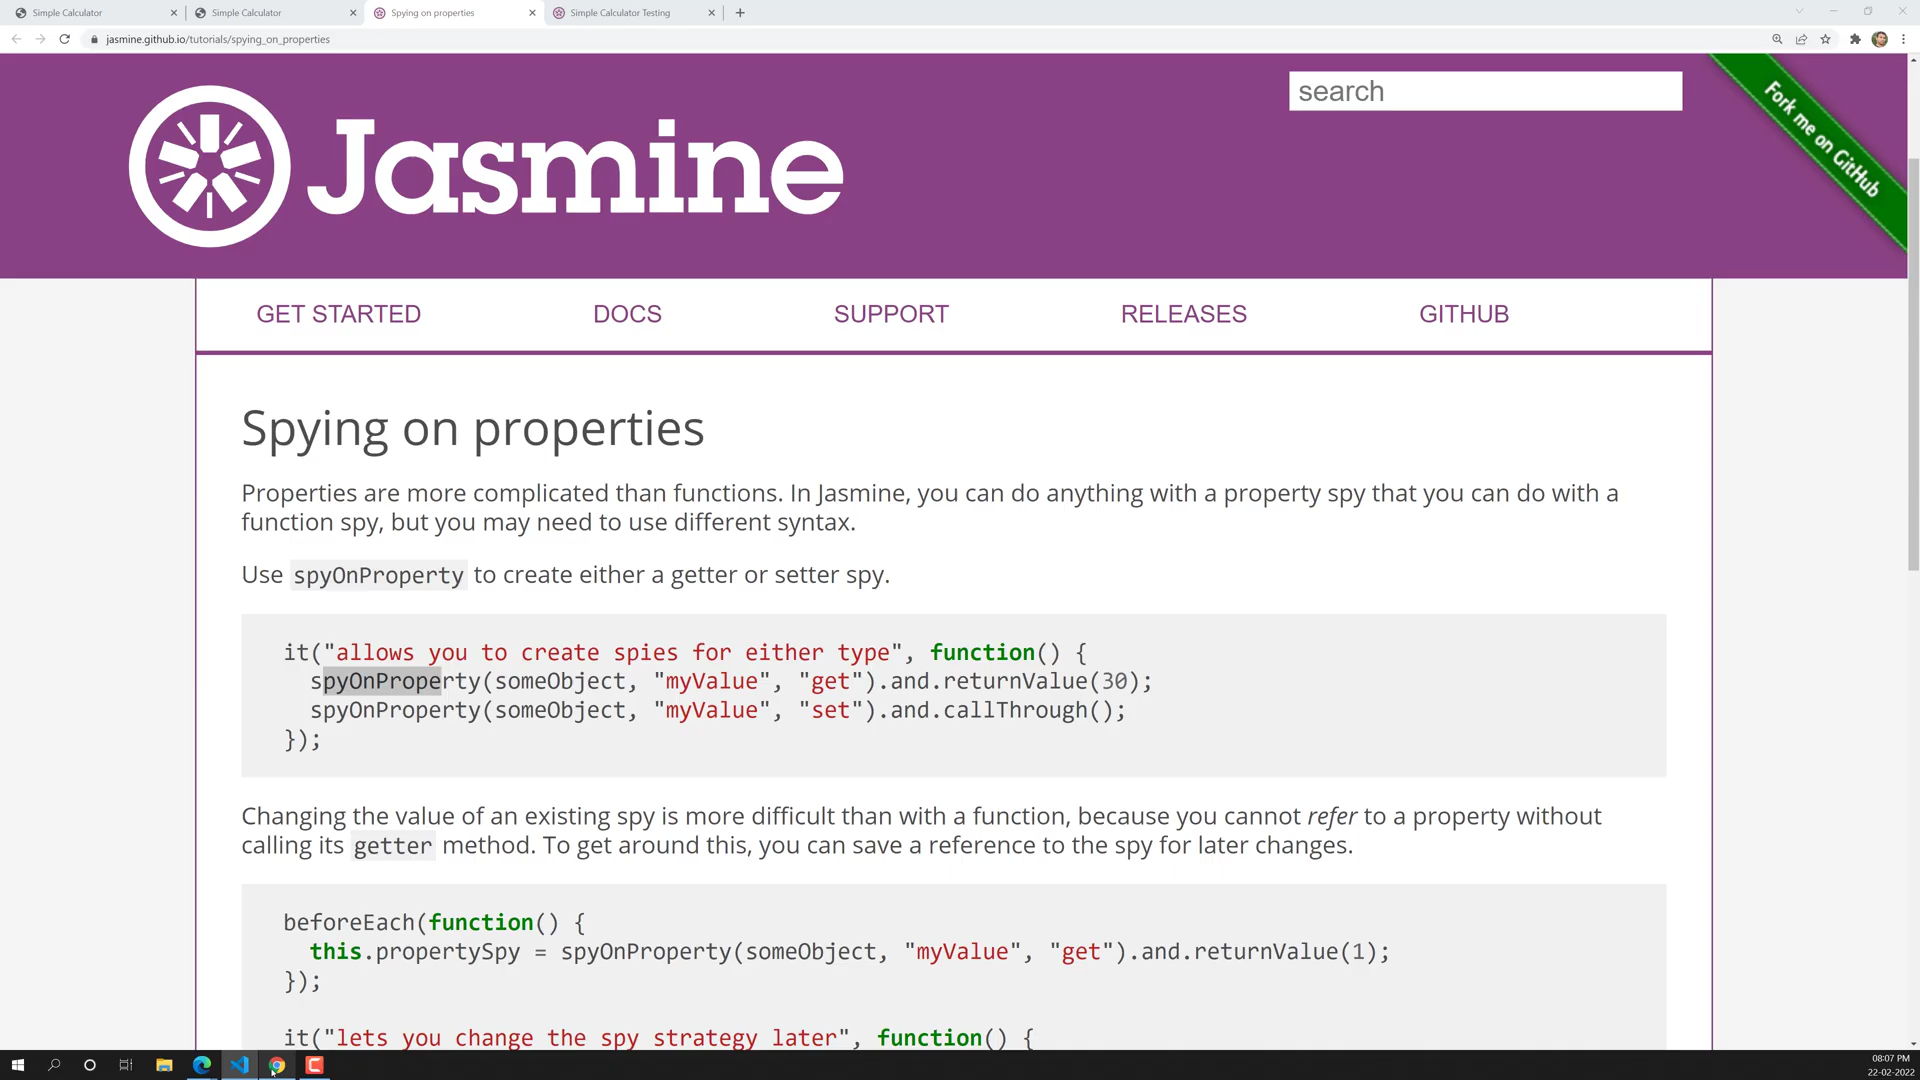 Simple Calculator
Simple Calculator
Spying on properties
Simple Calculator Testing
jasmine.github.io/tutorials/spying_on_properties
Jasmine
search
Fork me on GitHub
GET STARTED
DOCS
SUPPORT
RELEASES
GITHUB
Spying on properties
Properties are more complicated than functions. In Jasmine, you can do anything with a property spy that you can do with a
function spy, but you may need to use different syntax.
Use spyOnProperty to create either a getter or setter spy.
it("allows you to create spies for either type", function() {
  spyOnProperty(someObject, "myValue", "get").and.returnValue(30);
  spyOnProperty(someObject, "myValue", "set").and.callThrough();
});
Changing the value of an existing spy is more difficult than with a function, because you cannot refer to a property without
calling its getter method. To get around this, you can save a reference to the spy for later changes.
beforeEach(function() {
  this.propertySpy = spyOnProperty(someObject, "myValue", "get").and.returnValue(1);
});
it("lets you change the spy strategy later", function() {
08:07 PM
22-02-2022